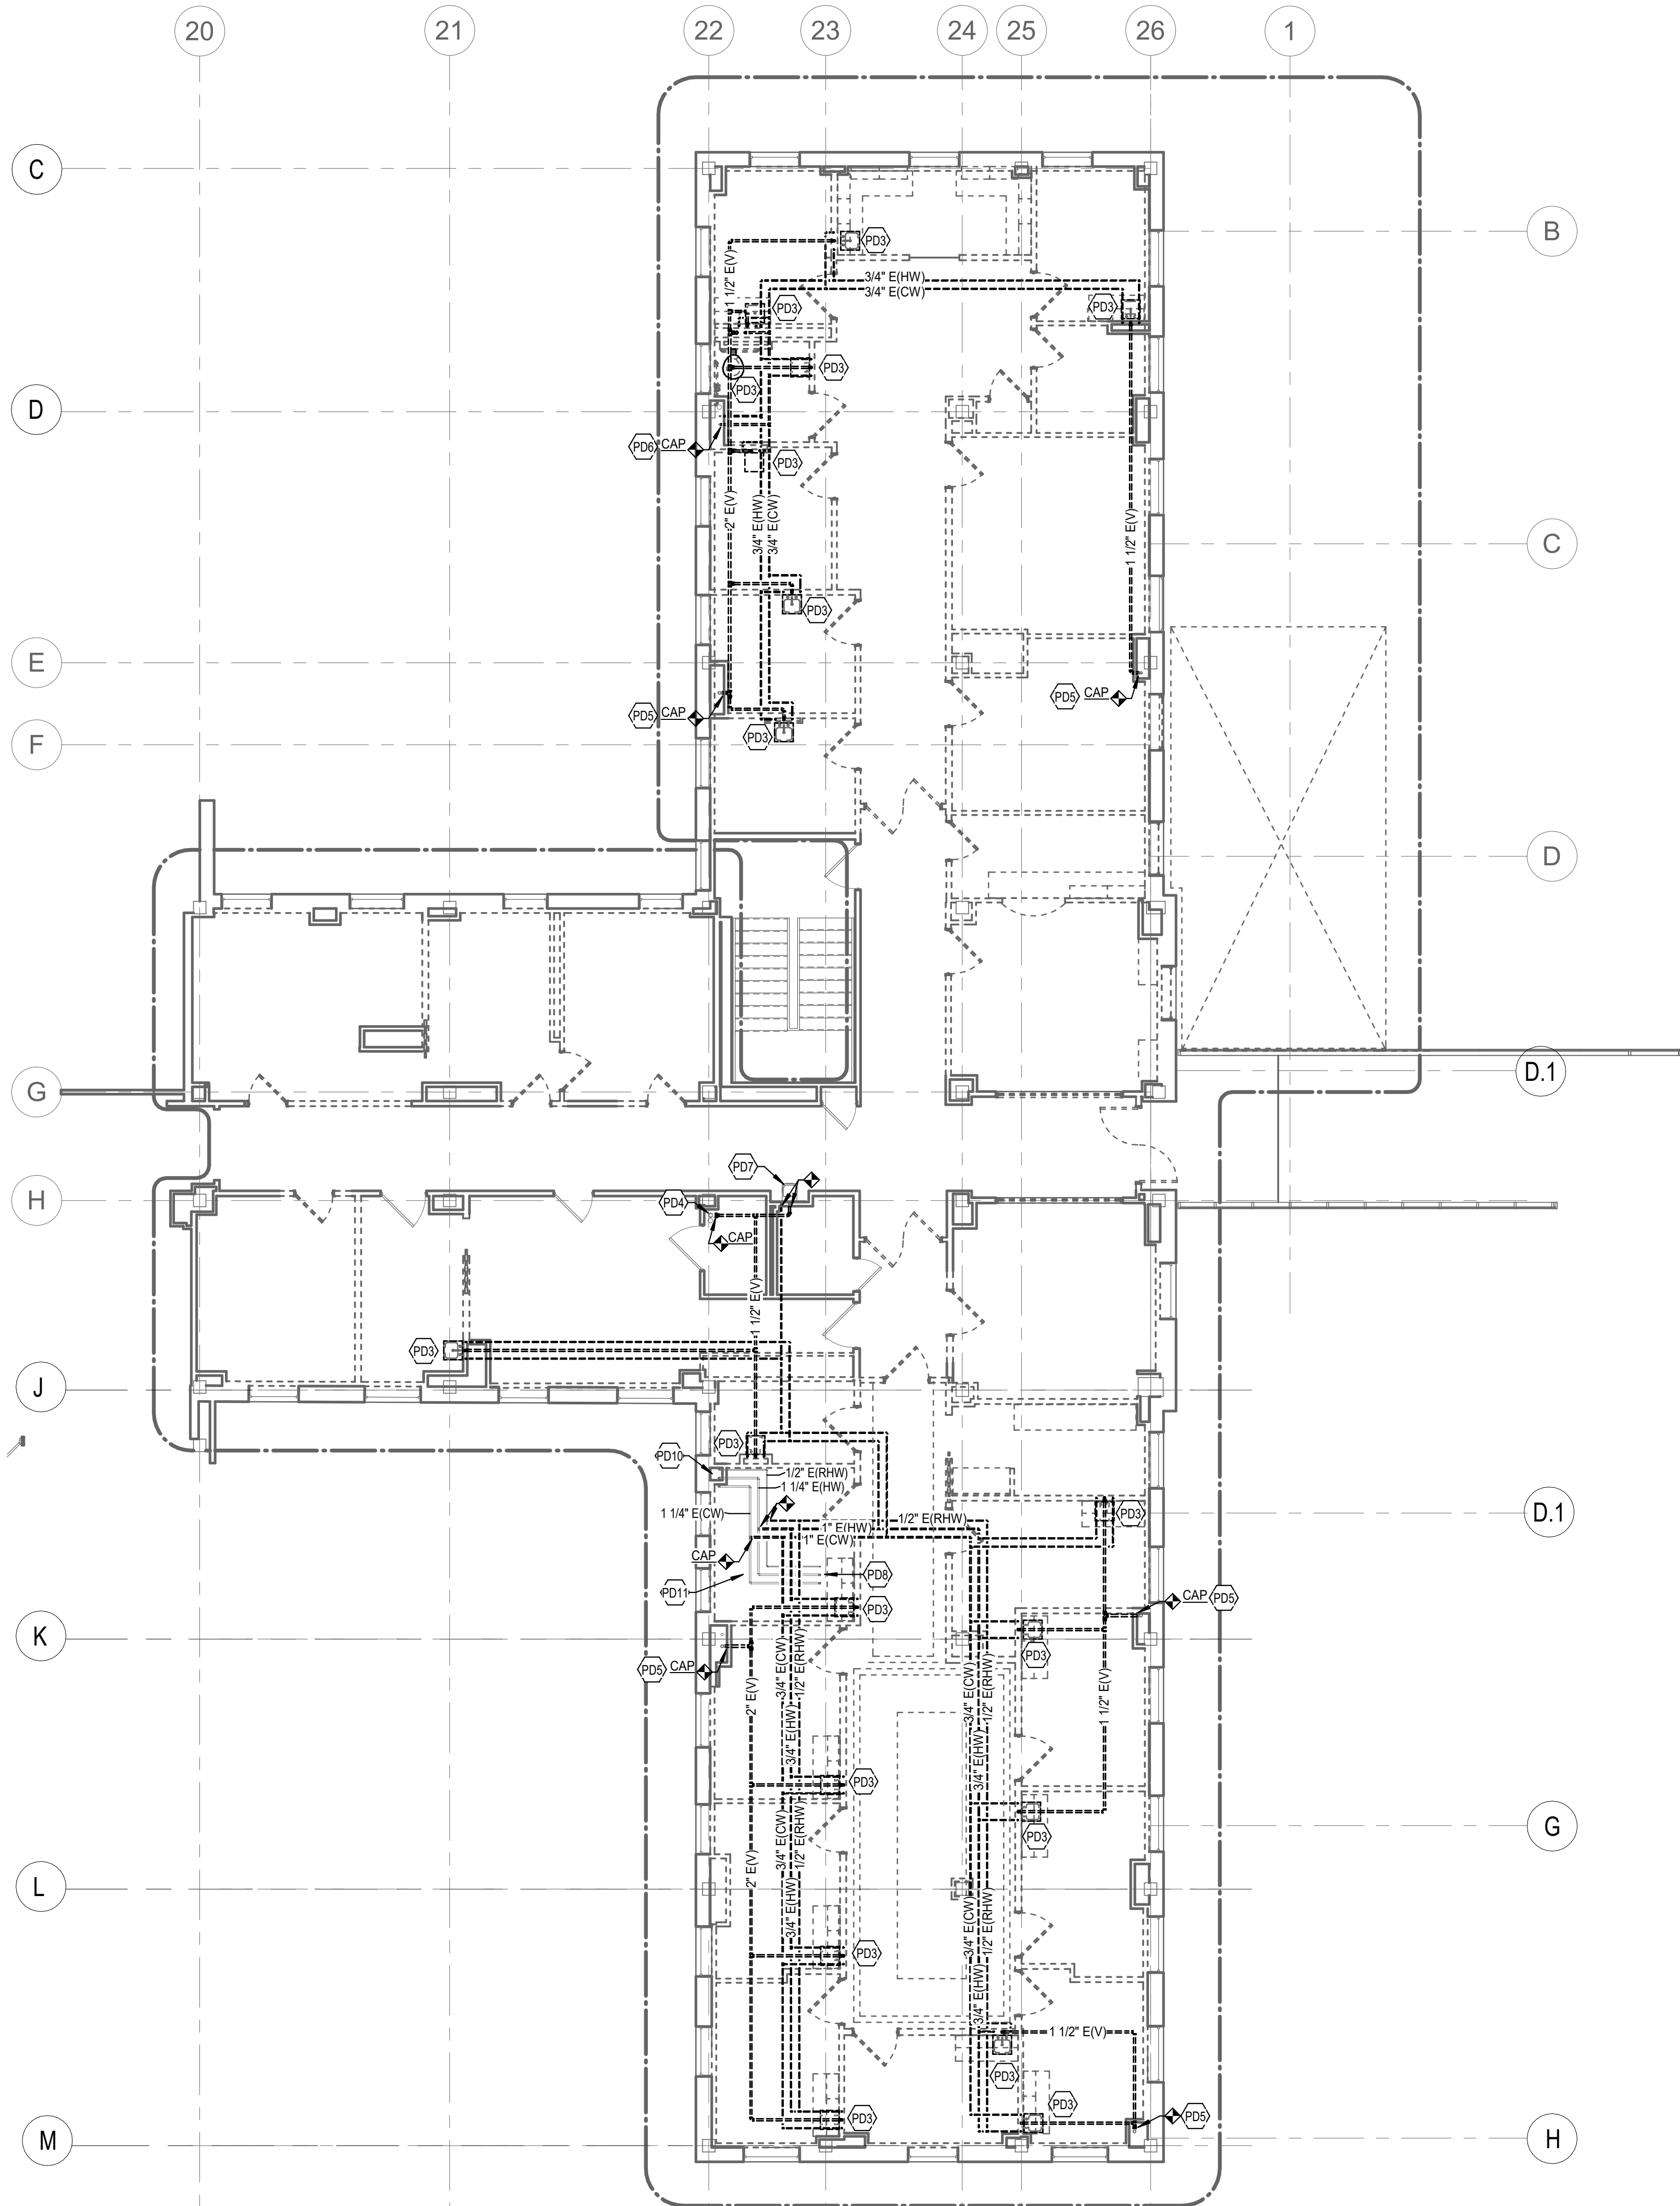 20
21
22
23
24
25
26
1
C
B
PD3
1 1/2" E(V)
3/4" E(HW)
3/4" E(CW)
PD3
PD3
PD3
PD3
D
PD6
CAP
PD3
2" E(V)
3/4" E(HW)
3/4" E(CW)
1 1/2" E(V)
C
PD3
E
PD5
CAP
PD5
CAP
PD3
F
D
G
D.1
PD7
H
PD4
CAP
1 1/2" E(V)
PD3
J
PD3
PD10
1/2" E(RHW)
1 1/4" E(HW)
1 1/4" E(CW)
1" E(HW)
1" E(CW)
1/2" E(RHW)
PD3
D.1
CAP
PD11
PD8
PD3
CAP
PD5
K
PD5
CAP
PD3
2" E(V)
3/4" E(CW)
3/4" E(HW)
1/2" E(RHW)
3/4" E(CW)
3/4" E(HW)
1/2" E(RHW)
1 1/2" E(V)
PD3
PD3
G
L
2" E(V)
3/4" E(CW)
3/4" E(HW)
1/2" E(RHW)
3/4" E(CW)
3/4" E(HW)
1/2" E(RHW)
PD3
1 1/2" E(V)
PD3
PD3
PD3
PD5
M
H